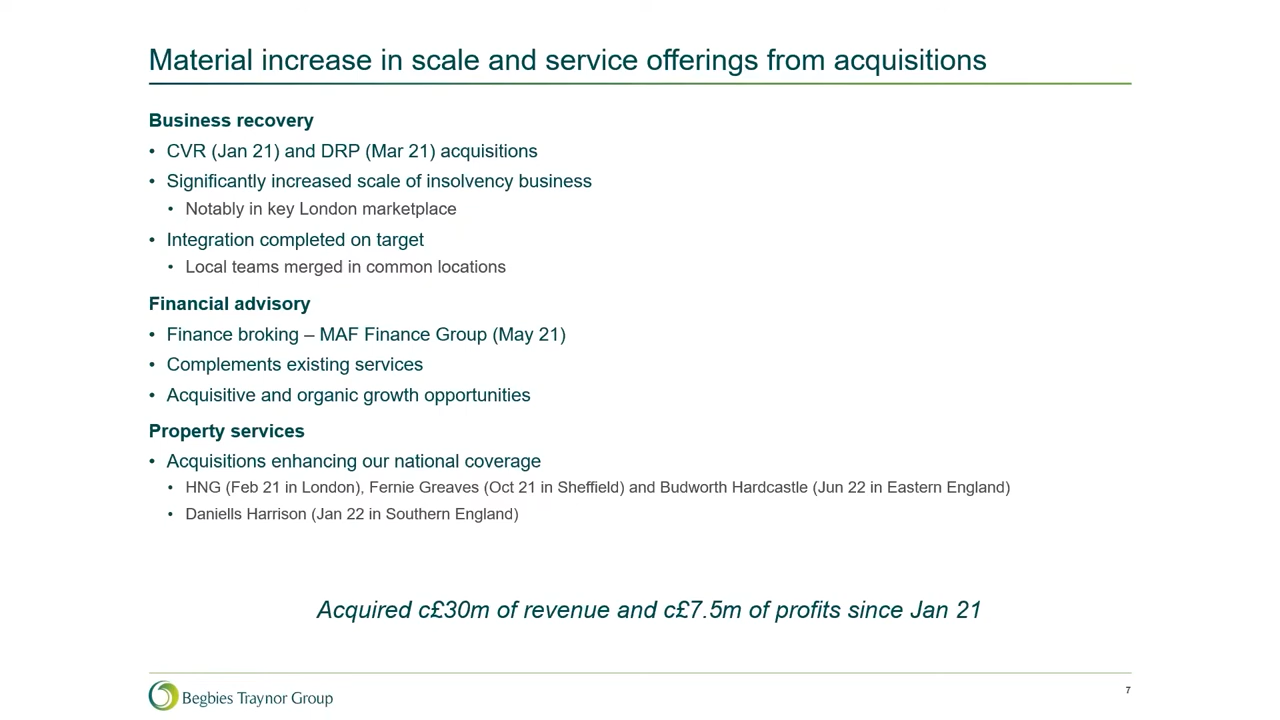 Material increase in scale and service offerings from acquisitions
Business recovery
• CVR (Jan 21) and DRP (Mar 21) acquisitions
• Significantly increased scale of insolvency business
• Notably in key London marketplace
• Integration completed on target
• Local teams merged in common locations
Financial advisory
• Finance broking – MAF Finance Group (May 21)
• Complements existing services
• Acquisitive and organic growth opportunities
Property services
• Acquisitions enhancing our national coverage
• HNG (Feb 21 in London), Fernie Greaves (Oct 21 in Sheffield) and Budworth Hardcastle (Jun 22 in Eastern England)
• Daniells Harrison (Jan 22 in Southern England)
Acquired c£30m of revenue and c£7.5m of profits since Jan 21
Begbies Traynor Group
7